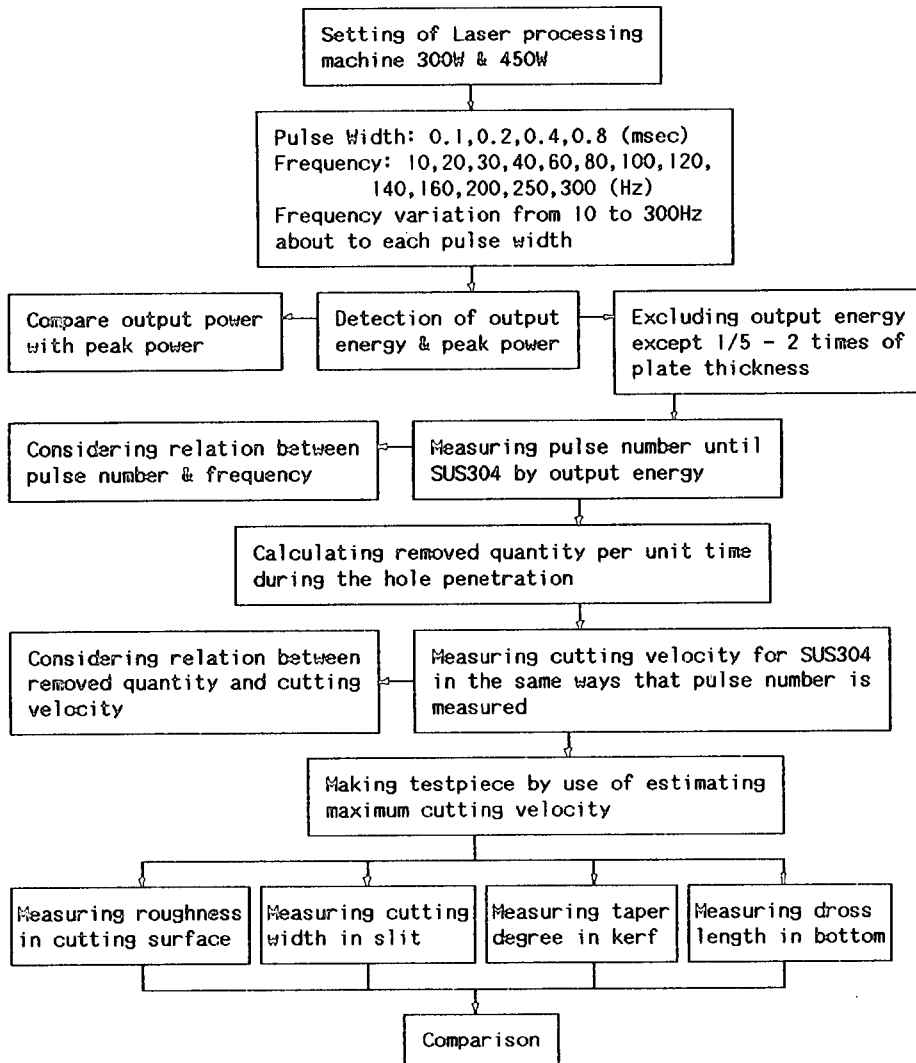 Setting of Laser processing
machine 300W & 450W
Pulse Width: 0.1,0.2,0.4,0.8 (msec)
Frequency: 10,20,30,40,60,80,100,120,
140,160,200,250,300 (Hz)
Frequency variation from 10 to 300Hz
about to each pulse width
Compare output power
with peak power
Detection of output
energy & peak power
Excluding output energy
except 1/5 - 2 times of
plate thickness
Considering relation between
pulse number & frequency
Measuring pulse number until
SUS304 by output energy
Calculating removed quantity per unit time
during the hole penetration
Considering relation between
removed quantity and cutting
velocity
Measuring cutting velocity for SUS304
in the same ways that pulse number is
measured
Making testpiece by use of estimating
maximum cutting velocity
Measuring roughness
in cutting surface
Measuring cutting
width in slit
Measuring taper
degree in kerf
Measuring dross
length in bottom
Comparison